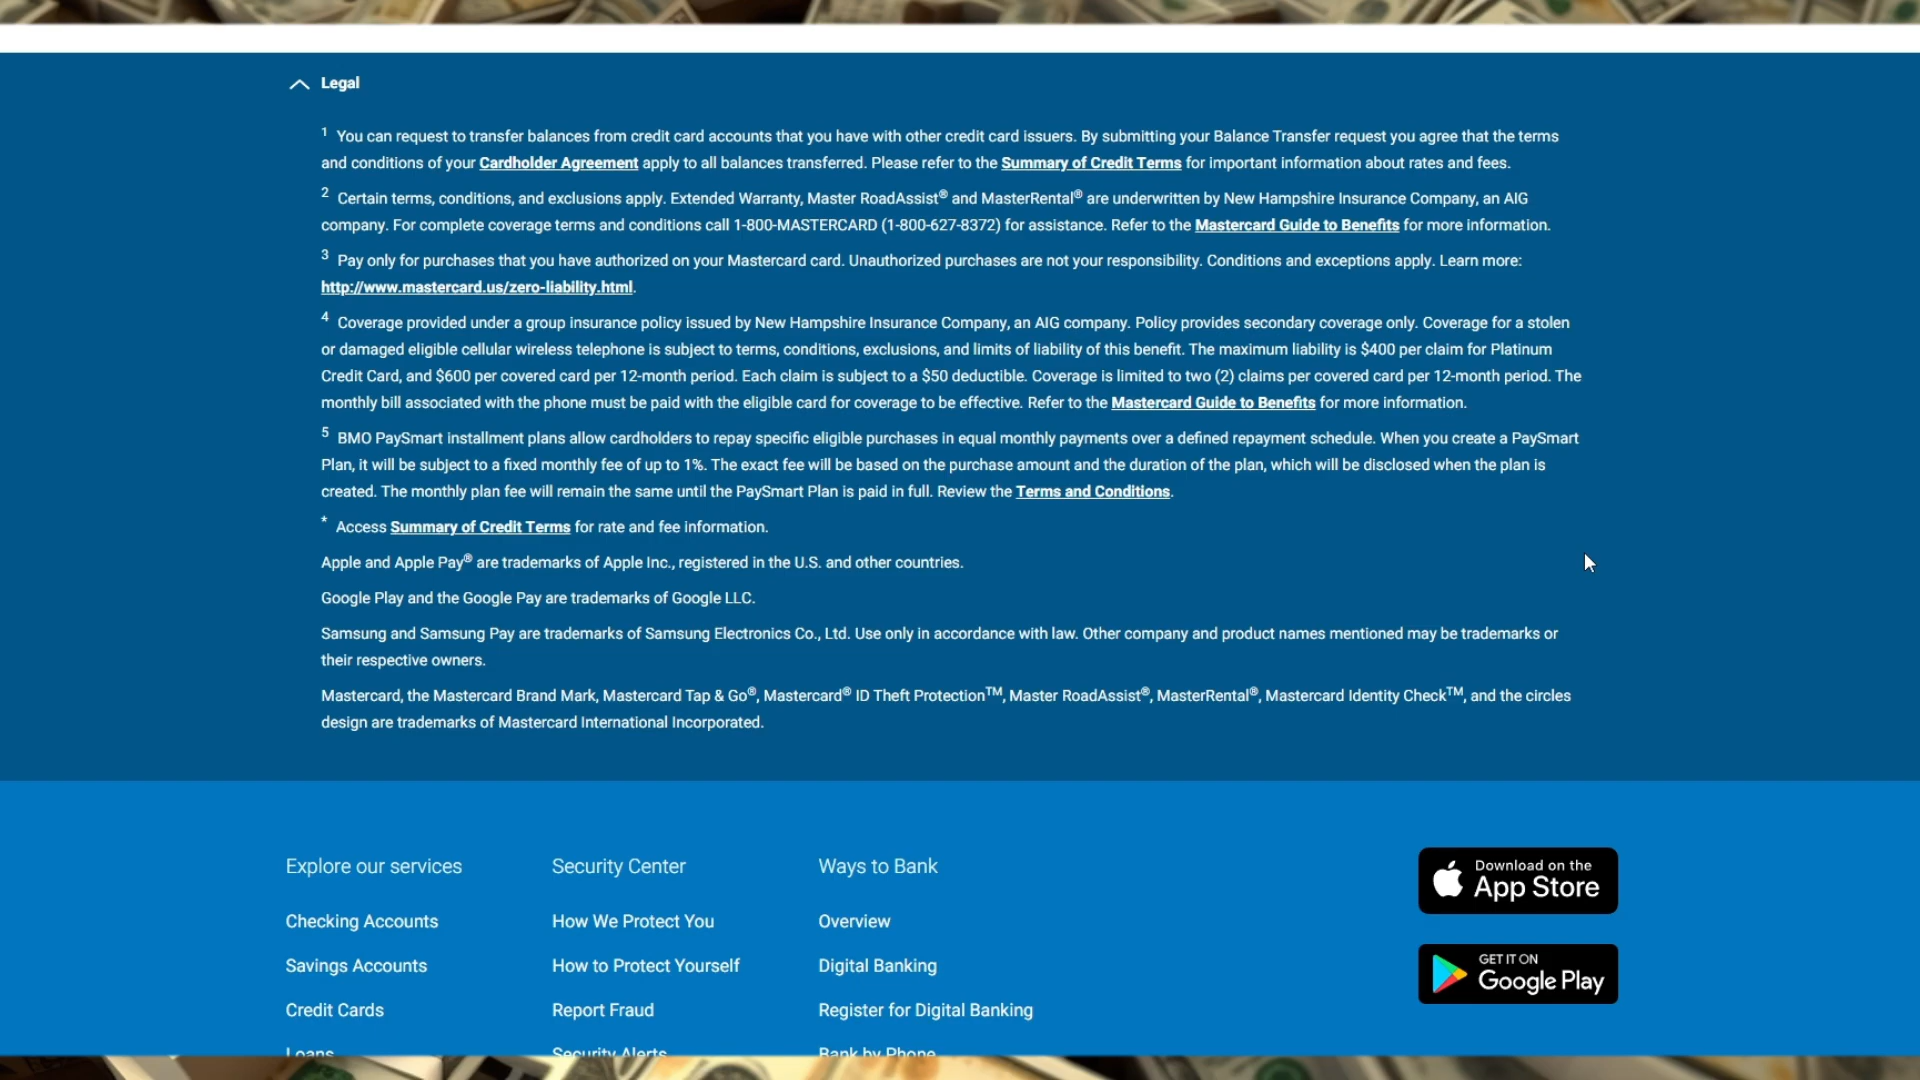 Legal
1 You can request to transfer balances from credit card accounts that you have with other credit card issuers. By submitting your Balance Transfer request you agree that the terms
and conditions of your Cardholder Agreement apply to all balances transferred. Please refer to the Summary of Credit Terms for important information about rates and fees.
2 Certain terms, conditions, and exclusions apply. Extended Warranty, Master RoadAssist® and MasterRental® are underwritten by New Hampshire Insurance Company, an AIG
company. For complete coverage terms and conditions call 1-800-MASTERCARD (1-800-627-8372) for assistance. Refer to the Mastercard Guide to Benefits for more information.
3 Pay only for purchases that you have authorized on your Mastercard card. Unauthorized purchases are not your responsibility. Conditions and exceptions apply. Learn more:
http://www.mastercard.us/zero-liability.html.
4 Coverage provided under a group insurance policy issued by New Hampshire Insurance Company, an AIG company. Policy provides secondary coverage only. Coverage for a stolen
or damaged eligible cellular wireless telephone is subject to terms, conditions, exclusions, and limits of liability of this benefit. The maximum liability is $400 per claim for Platinum
Credit Card, and $600 per covered card per 12-month period. Each claim is subject to a $50 deductible. Coverage is limited to two (2) claims per covered card per 12-month period. The
monthly bill associated with the phone must be paid with the eligible card for coverage to be effective. Refer to the Mastercard Guide to Benefits for more information.
5 BMO PaySmart installment plans allow cardholders to repay specific eligible purchases in equal monthly payments over a defined repayment schedule. When you create a PaySmart
Plan, it will be subject to a fixed monthly fee of up to 1%. The exact fee will be based on the purchase amount and the duration of the plan, which will be disclosed when the plan is
created. The monthly plan fee will remain the same until the PaySmart Plan is paid in full. Review the Terms and Conditions.
* Access Summary of Credit Terms for rate and fee information.
Apple and Apple Pay® are trademarks of Apple Inc., registered in the U.S. and other countries.
Google Play and the Google Pay are trademarks of Google LLC.
Samsung and Samsung Pay are trademarks of Samsung Electronics Co., Ltd. Use only in accordance with law. Other company and product names mentioned may be trademarks or
their respective owners.
Mastercard, the Mastercard Brand Mark, Mastercard Tap & Go®, Mastercard® ID Theft Protection™, Master RoadAssist®, MasterRental®, Mastercard Identity Check™, and the circles
design are trademarks of Mastercard International Incorporated.
Explore our services
Checking Accounts
Savings Accounts
Credit Cards
Loans
Security Center
How We Protect You
How to Protect Yourself
Report Fraud
Security Alerts
Ways to Bank
Overview
Digital Banking
Register for Digital Banking
Bank by Phone
Download on the
App Store
GET IT ON
Google Play